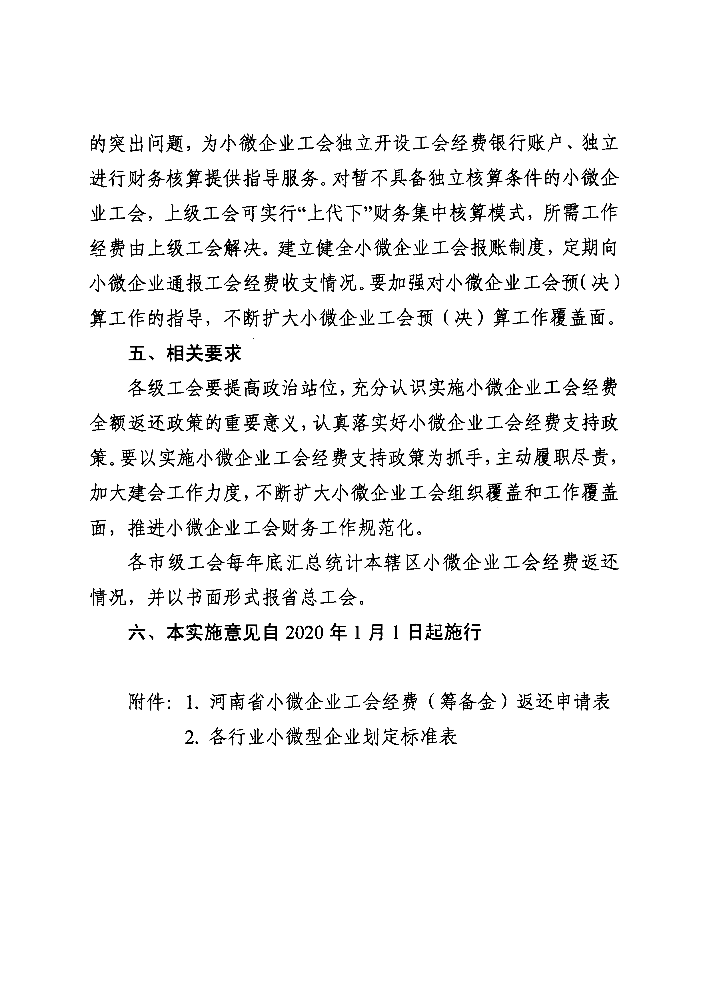 的突出问题，为小微企业工会独立开设工会经费银行账户、独立
进行财务核算提供指导服务。对暂不具备独立核算条件的小微企
业工会，上级工会可实行“上代下”财务集中核算模式，所需工作
经费由上级工会解决。建立健全小微企业工会报账制度，定期向
小微企业通报工会经费收支情况。要加强对小微企业工会预（决）
算工作的指导，不断扩大小微企业工会预（决）算工作覆盖面。
五、相关要求
各级工会要提高政治站位，充分认识实施小微企业工会经费
全额返还政策的重要意义，认真落实好小微企业工会经费支持政
策。要以实施小微企业工会经费支持政策为抓手，主动履职尽责，
加大建会工作力度，不断扩大小微企业工会组织覆盖和工作覆盖
面，推进小微企业工会财务工作规范化。
各市级工会每年底汇总统计本辖区小微企业工会经费返还
情况，并以书面形式报省总工会。
六、本实施意见自 2020 年 1 月 1 日起施行
附件：1. 河南省小微企业工会经费（筹备金）返还申请表
2. 各行业小微型企业划定标准表